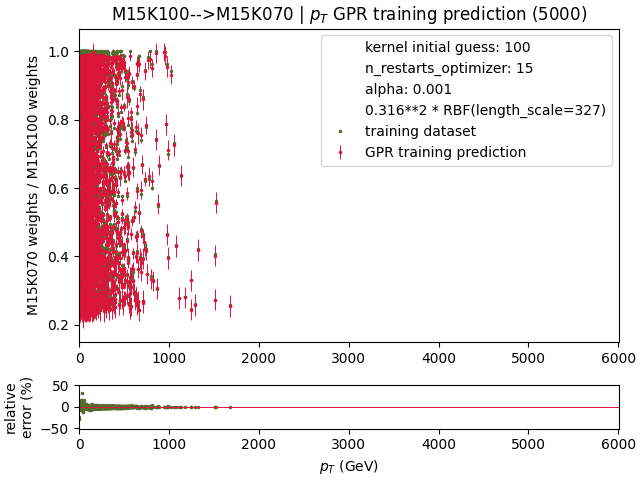 M15K100-->M15K070 | pT GPR training prediction (5000)
kernel initial guess: 100
n_restarts_optimizer: 15
alpha: 0.001
0.316**2 * RBF(length_scale=327)
training dataset
GPR training prediction
M15K070 weights / M15K100 weights
1.0
0.8
0.6
0.4
0.2
0 1000 2000 3000 4000 5000 6000
relative
error (%)
50
0
−50
0 1000 2000 3000 4000 5000 6000
pT (GeV)